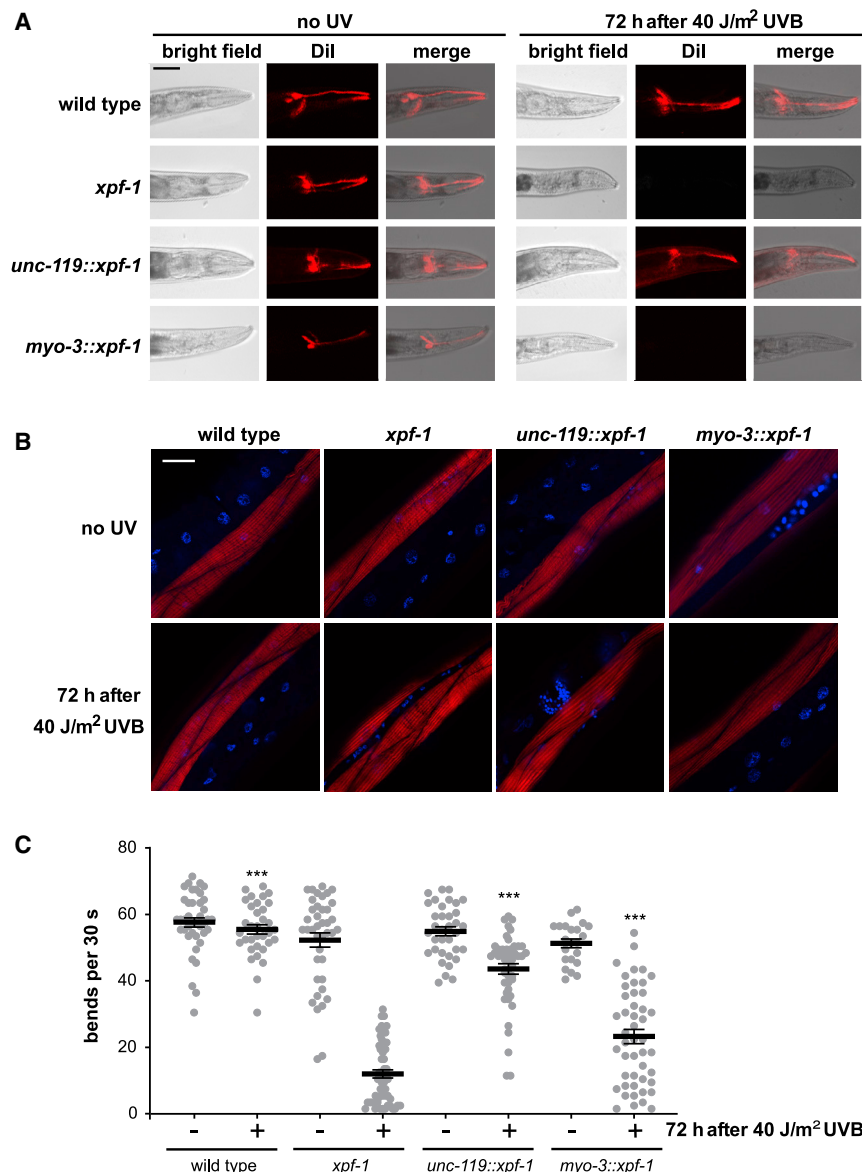 A
no UV
72 h after 40 J/m² UVB
bright field DiI merge bright field DiI merge
wild type
xpf-1
unc-119::xpf-1
myo-3::xpf-1
B
wild type xpf-1 unc-119::xpf-1 myo-3::xpf-1
no UV
72 h after
40 J/m² UVB
C
80
60
40
20
0
bends per 30 s
*** *** ***
- + - + - + - + 72 h after 40 J/m² UVB
wild type xpf-1 unc-119::xpf-1 myo-3::xpf-1